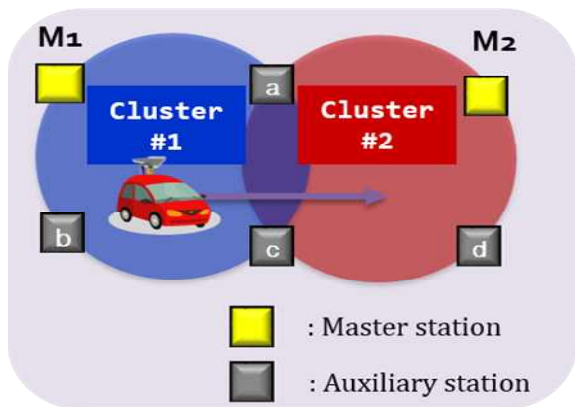 M1
M2
a
Cluster
#1
Cluster
#2
b
c
d
: Master station
: Auxiliary station